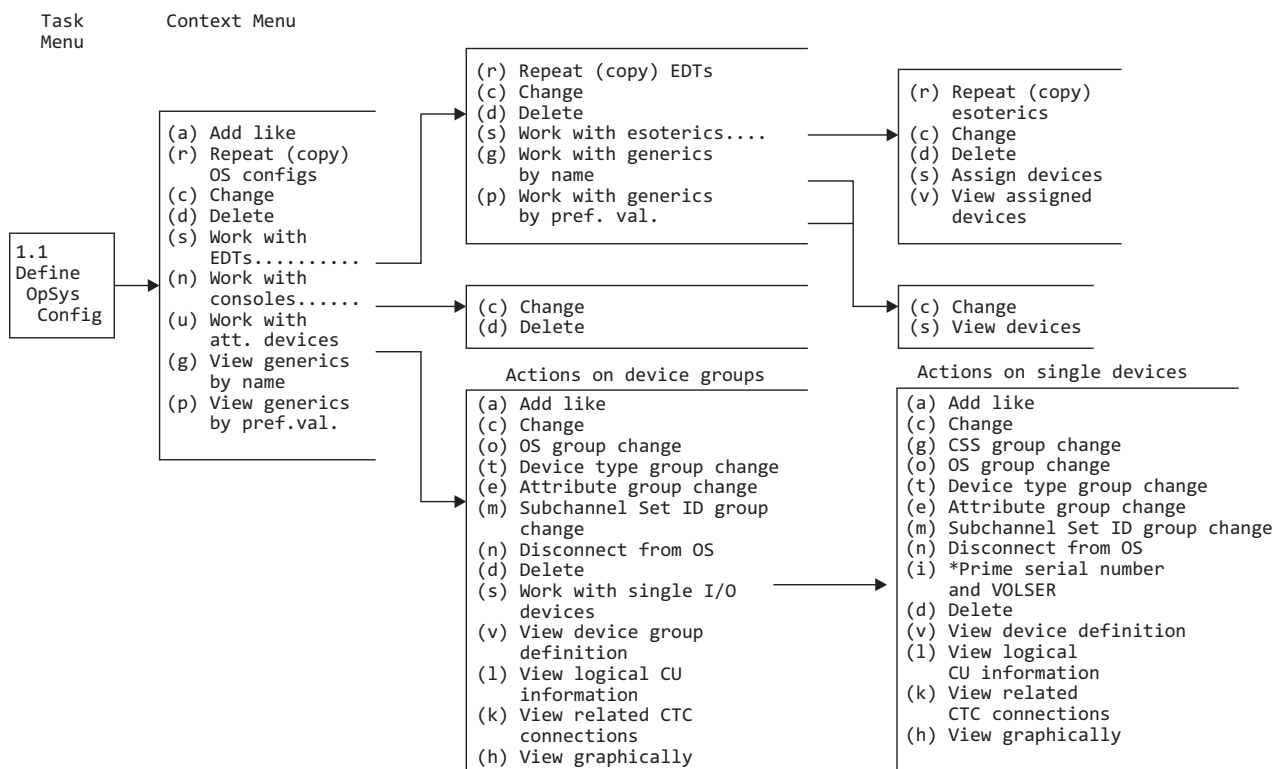 Task
Menu
Context Menu
1.1
Define
OpSys
Config
(a) Add like
(r) Repeat (copy)
OS configs
(c) Change
(d) Delete
(s) Work with
EDTs..........
(n) Work with
consoles......
(u) Work with
att. devices
(g) View generics
by name
(p) View generics
by pref.val.
(r) Repeat (copy) EDTs
(c) Change
(d) Delete
(s) Work with esoterics....
(g) Work with generics
by name
(p) Work with generics
by pref. val.
(r) Repeat (copy)
esoterics
(c) Change
(d) Delete
(s) Assign devices
(v) View assigned
devices
(c) Change
(d) Delete
(c) Change
(s) View devices
Actions on device groups
(a) Add like
(c) Change
(o) OS group change
(t) Device type group change
(e) Attribute group change
(m) Subchannel Set ID group
change
(n) Disconnect from OS
(d) Delete
(s) Work with single I/O
devices
(v) View device group
definition
(l) View logical CU
information
(k) View related CTC
connections
(h) View graphically
Actions on single devices
(a) Add like
(c) Change
(g) CSS group change
(o) OS group change
(t) Device type group change
(e) Attribute group change
(m) Subchannel Set ID group change
(n) Disconnect from OS
(i) *Prime serial number
and VOLSER
(d) Delete
(v) View device definition
(l) View logical
CU information
(k) View related
CTC connections
(h) View graphically